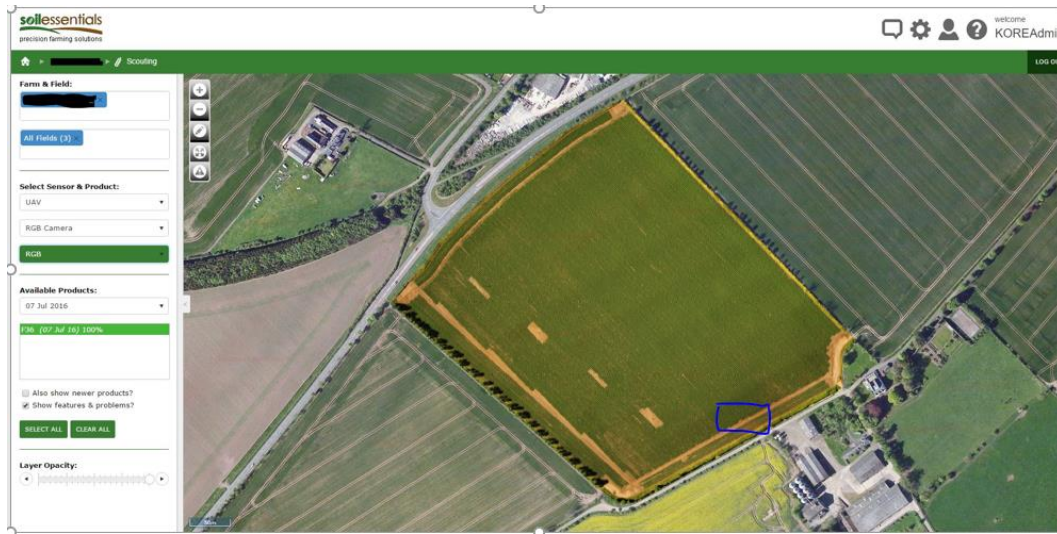 soilessentials
precision farming solutions
welcome
KOREAdmi
Scouting
LOG OU
Farm & Field:
All Fields (3)
Select Sensor & Product:
UAV
RGB Camera
RGB
Available Products:
07 Jul 2016
F36 (07 Jul 16) 100%
Also show newer products?
Show features & problems?
SELECT ALL CLEAR ALL
Layer Opacity: